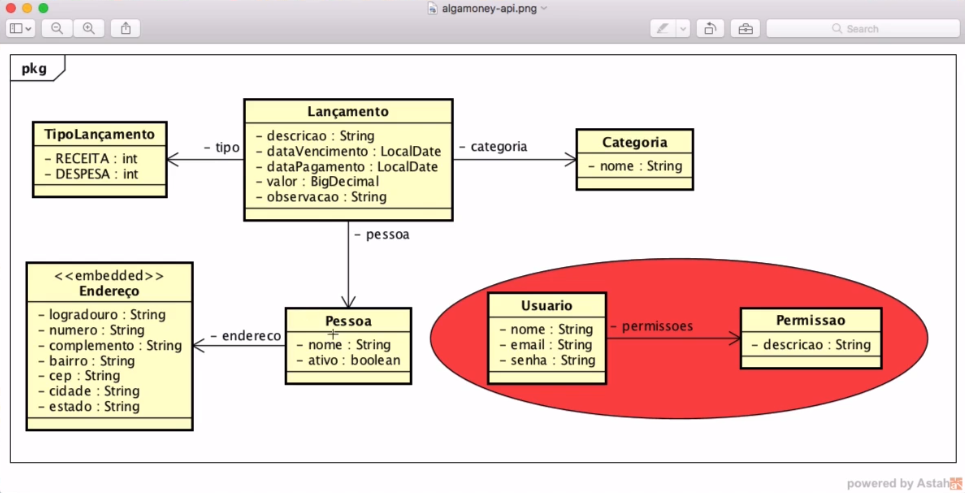 algamoney-api.png
Search
pkg
TipoLançamento
- RECEITA : int
- DESPESA : int
- tipo
Lançamento
- descricao : String
- dataVencimento : LocalDate
- dataPagamento : LocalDate
- valor : BigDecimal
- observacao : String
- categoria
Categoria
- nome : String
- pessoa
<<embedded>>
Endereço
- logradouro : String
- numero : String
- complemento : String
- bairro : String
- cep : String
- cidade : String
- estado : String
- endereco
Pessoa
- nome : String
- ativo : boolean
Usuario
- nome : String
- email : String
- senha : String
- permissoes
Permissao
- descricao : String
powered by Astah